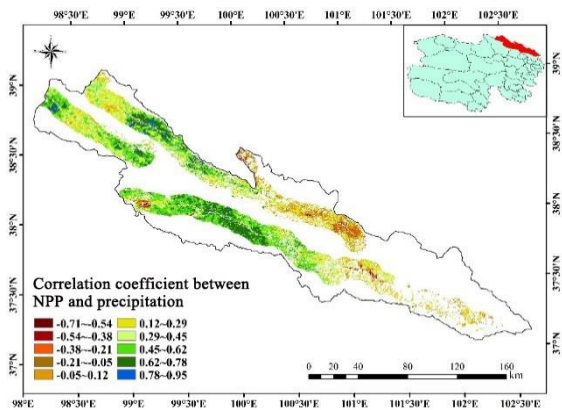 99°E 99°30'E 100°E 100°30'E 101°E 101°30'E 102°E 102°30'E
39°N
38°30'N
38°N
37°30'N
37°N
39°N
38°30'N
38°N
37°30'N
37°N
Correlation coefficient between
NPP and precipitation
-0.71~-0.54 0.12~0.29
-0.54~-0.38 0.29~0.45
-0.38~-0.21 0.45~0.62
-0.21~-0.05 0.62~0.78
-0.05~0.12 0.78~0.95
0 20 40 80 120 160
km
98°E 98°30'E 99°E 99°30'E 100°E 100°30'E 101°E 101°30'E 102°E 102°30'E